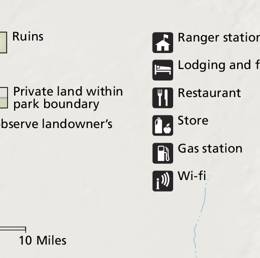 Ruins
Private land within
park boundary
observe landowner's
10 Miles
Ranger station
Lodging and f
Restaurant
Store
Gas station
Wi-fi